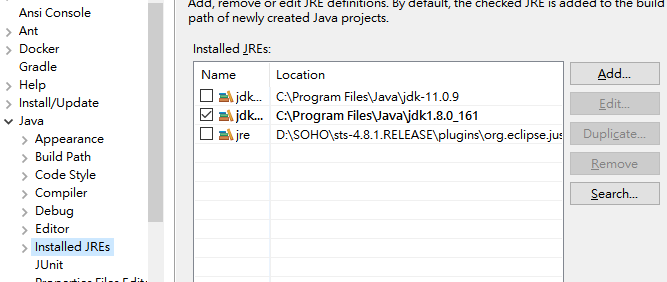 Ansi Console
Ant
Docker
Gradle
Help
Install/Update
Java
Appearance
Build Path
Code Style
Compiler
Debug
Editor
Installed JREs
JUnit
Properties Files Edit
Add, remove or edit JRE definitions. By default, the checked JRE is added to the build
path of newly created Java projects.
Installed JREs:
Name Location
jdk... C:\Program Files\Java\jdk-11.0.9
jdk... C:\Program Files\Java\jdk1.8.0_161
jre D:\SOHO\sts-4.8.1.RELEASE\plugins\org.eclipse.jus
Add...
Edit...
Duplicate...
Remove
Search...